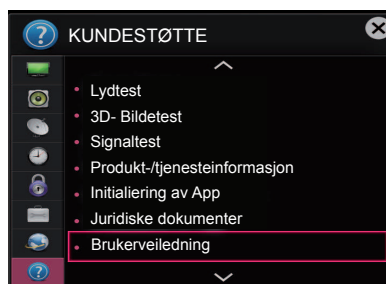 KUNDESTØTTE
Lydtest
3D- Bildetest
Signaltest
Produkt-/tjenesteinformasjon
Initialiering av App
Juridiske dokumenter
Brukerveiledning